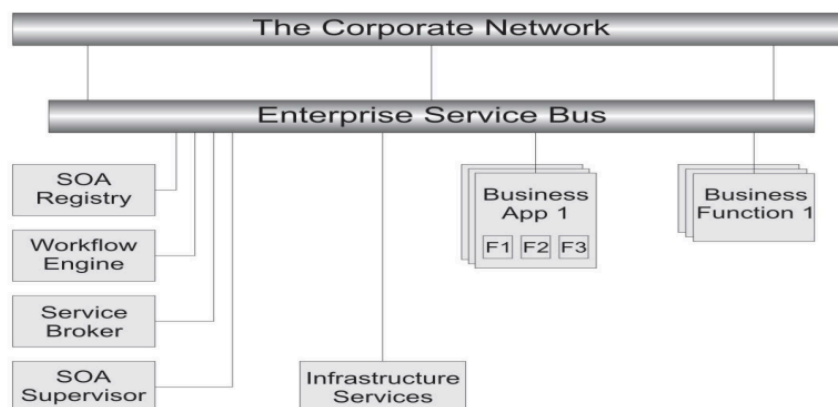 The Corporate Network
Enterprise Service Bus
SOA
Registry
Workflow
Engine
Service
Broker
SOA
Supervisor
Infrastructure
Services
Business
App 1
F1 F2 F3
Business
Function 1